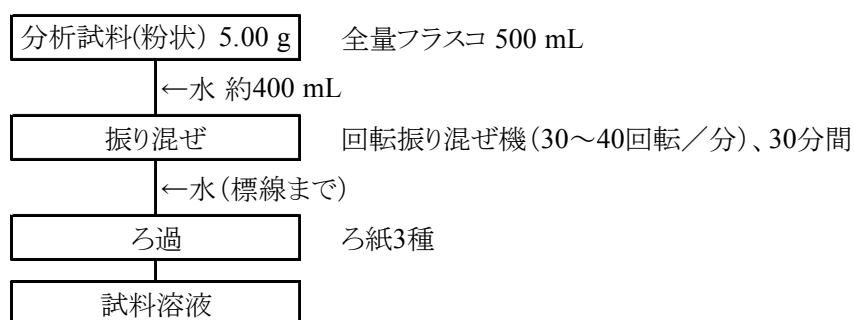 分析試料(粉状) 5.00 g 全量フラスコ 500 mL
←水 約400 mL
振り混ぜ 回転振り混ぜ機(30～40回転／分)、30分間
←水(標線まで)
ろ過 ろ紙3種
試料溶液